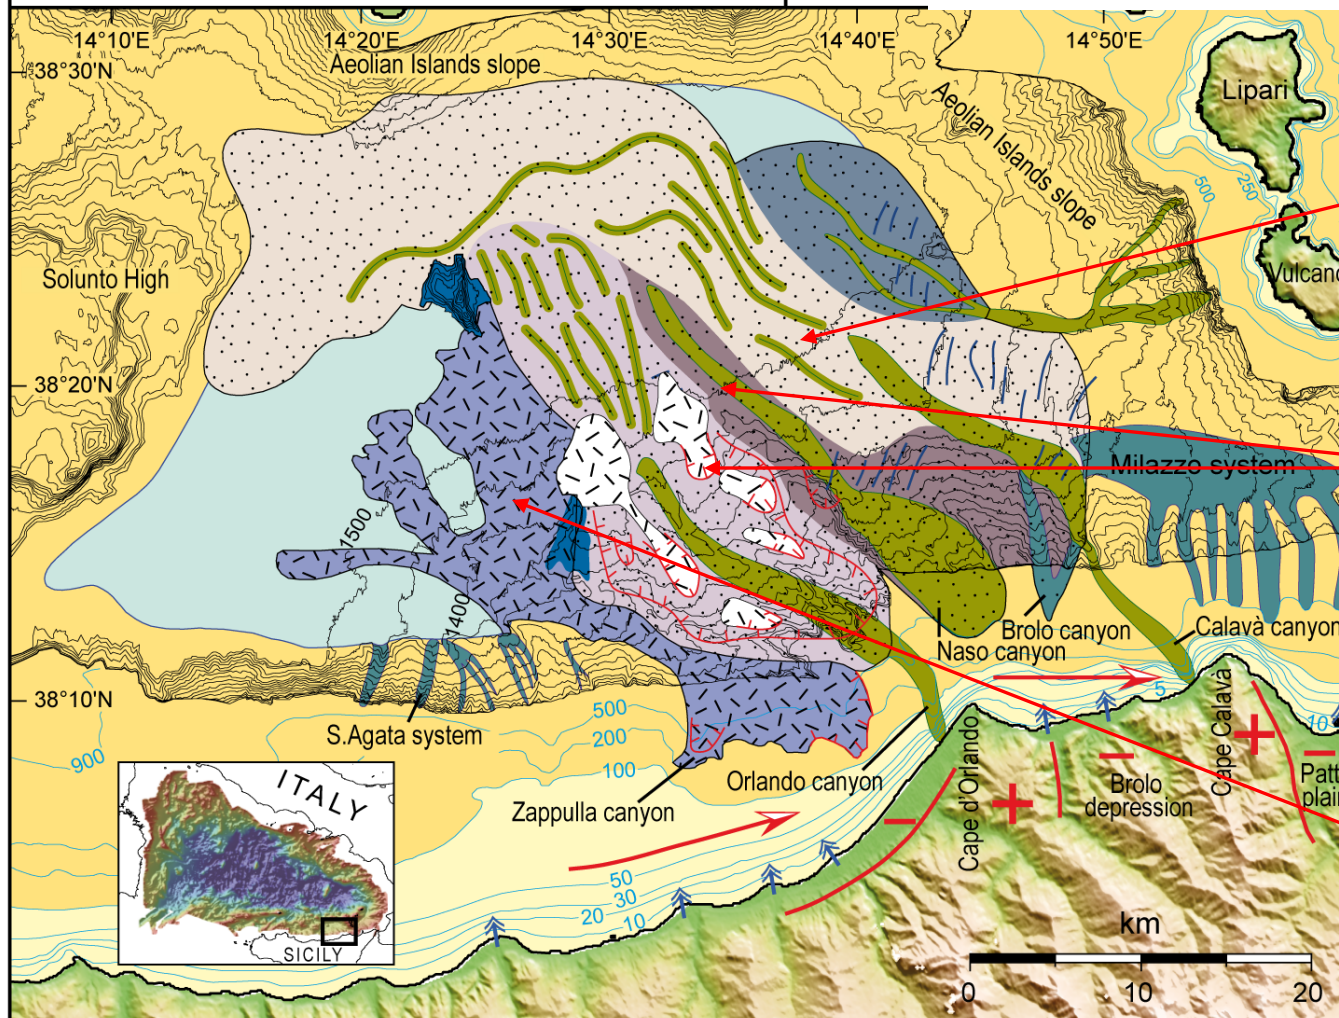 14°10'E
14°20'E
14°30'E
14°40'E
14°50'E
38°30'N
Aeolian Islands slope
Lipari
Aeolian Islands slope
500
250
Solunto High
Vulcano
38°20'N
Milazzo system
1500
1400
Brolo canyon
Calavà canyon
Naso canyon
38°10'N
5
500
S.Agata system
200
10
900
100
Orlando canyon
Cape d'Orlando
Cape Calavà
Brolo
depression
Patt
plain
ITALY
Zappulla canyon
50
30
20
10
km
SICILY
0
10
20